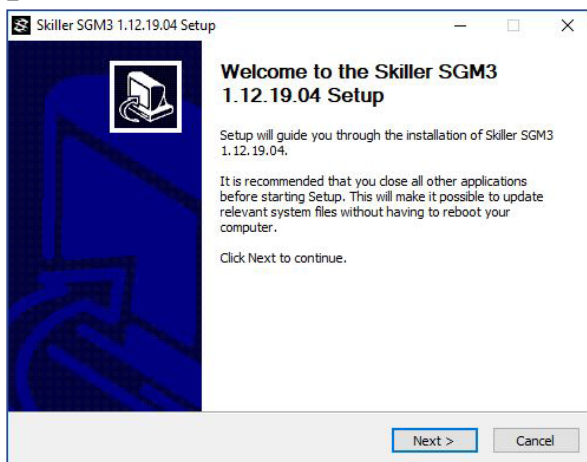 Skiller SGM3 1.12.19.04 Setup
Welcome to the Skiller SGM3
1.12.19.04 Setup
Setup will guide you through the installation of Skiller SGM3
1.12.19.04.
It is recommended that you close all other applications
before starting Setup. This will make it possible to update
relevant system files without having to reboot your
computer.
Click Next to continue.
Next >
Cancel